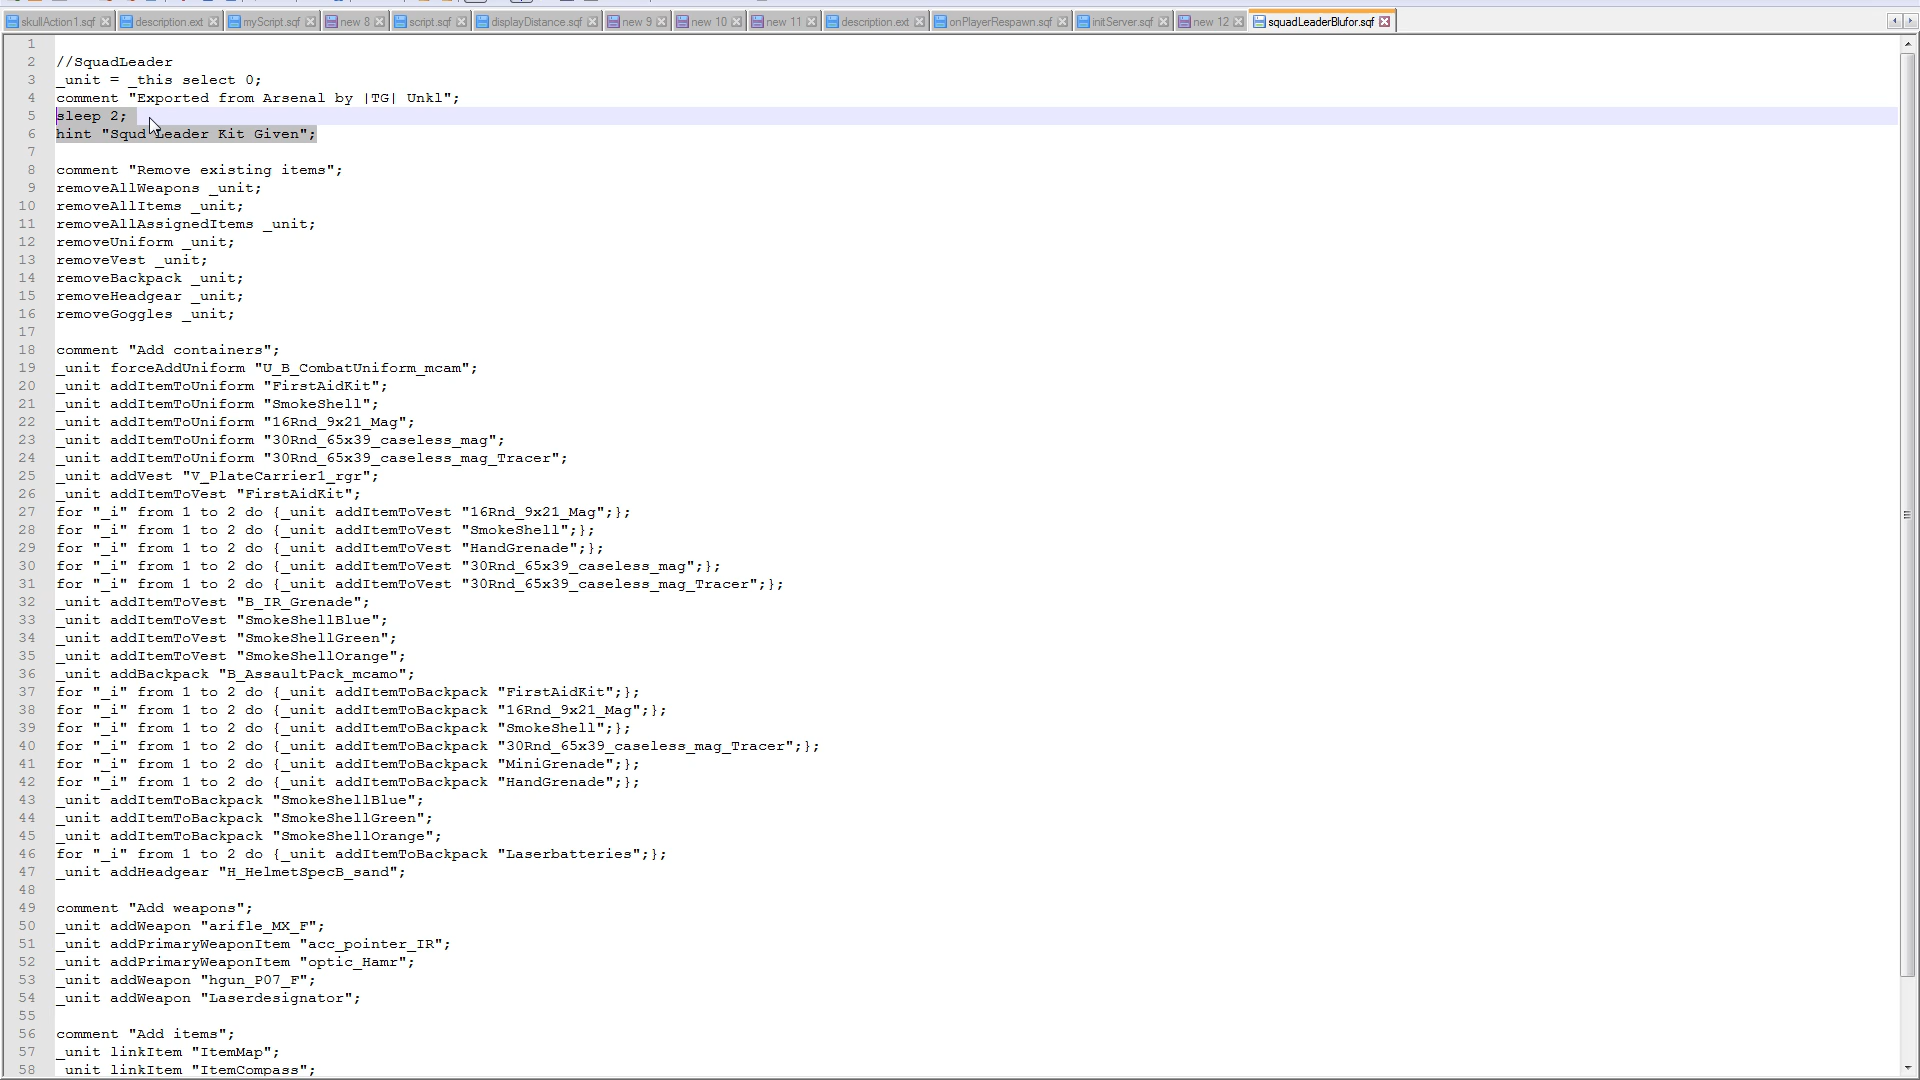 skullAction1.sqf description.ext myScript.sqf new 8 script.sqf displayDistance.sqf new 9 new 10 new 11 description.ext onPlayerRespawn.sqf initServer.sqf new 12 squadLeaderBlufor.sqf
1
2 //SquadLeader
3 _unit = _this select 0;
4 comment "Exported from Arsenal by |TG| Unkl";
5 sleep 2;
6 hint "Squd Leader Kit Given";
7
8 comment "Remove existing items";
9 removeAllWeapons _unit;
10 removeAllItems _unit;
11 removeAllAssignedItems _unit;
12 removeUniform _unit;
13 removeVest _unit;
14 removeBackpack _unit;
15 removeHeadgear _unit;
16 removeGoggles _unit;
17
18 comment "Add containers";
19 _unit forceAddUniform "U_B_CombatUniform_mcam";
20 _unit addItemToUniform "FirstAidKit";
21 _unit addItemToUniform "SmokeShell";
22 _unit addItemToUniform "16Rnd_9x21_Mag";
23 _unit addItemToUniform "30Rnd_65x39_caseless_mag";
24 _unit addItemToUniform "30Rnd_65x39_caseless_mag_Tracer";
25 _unit addVest "V_PlateCarrier1_rgr";
26 _unit addItemToVest "FirstAidKit";
27 for "_i" from 1 to 2 do {_unit addItemToVest "16Rnd_9x21_Mag";};
28 for "_i" from 1 to 2 do {_unit addItemToVest "SmokeShell";};
29 for "_i" from 1 to 2 do {_unit addItemToVest "HandGrenade";};
30 for "_i" from 1 to 2 do {_unit addItemToVest "30Rnd_65x39_caseless_mag";};
31 for "_i" from 1 to 2 do {_unit addItemToVest "30Rnd_65x39_caseless_mag_Tracer";};
32 _unit addItemToVest "B_IR_Grenade";
33 _unit addItemToVest "SmokeShellBlue";
34 _unit addItemToVest "SmokeShellGreen";
35 _unit addItemToVest "SmokeShellOrange";
36 _unit addBackpack "B_AssaultPack_mcamo";
37 for "_i" from 1 to 2 do {_unit addItemToBackpack "FirstAidKit";};
38 for "_i" from 1 to 2 do {_unit addItemToBackpack "16Rnd_9x21_Mag";};
39 for "_i" from 1 to 2 do {_unit addItemToBackpack "SmokeShell";};
40 for "_i" from 1 to 2 do {_unit addItemToBackpack "30Rnd_65x39_caseless_mag_Tracer";};
41 for "_i" from 1 to 2 do {_unit addItemToBackpack "MiniGrenade";};
42 for "_i" from 1 to 2 do {_unit addItemToBackpack "HandGrenade";};
43 _unit addItemToBackpack "SmokeShellBlue";
44 _unit addItemToBackpack "SmokeShellGreen";
45 _unit addItemToBackpack "SmokeShellOrange";
46 for "_i" from 1 to 2 do {_unit addItemToBackpack "Laserbatteries";};
47 _unit addHeadgear "H_HelmetSpecB_sand";
48
49 comment "Add weapons";
50 _unit addWeapon "arifle_MX_F";
51 _unit addPrimaryWeaponItem "acc_pointer_IR";
52 _unit addPrimaryWeaponItem "optic_Hamr";
53 _unit addWeapon "hgun_P07_F";
54 _unit addWeapon "Laserdesignator";
55
56 comment "Add items";
57 _unit linkItem "ItemMap";
58 _unit linkItem "ItemCompass";